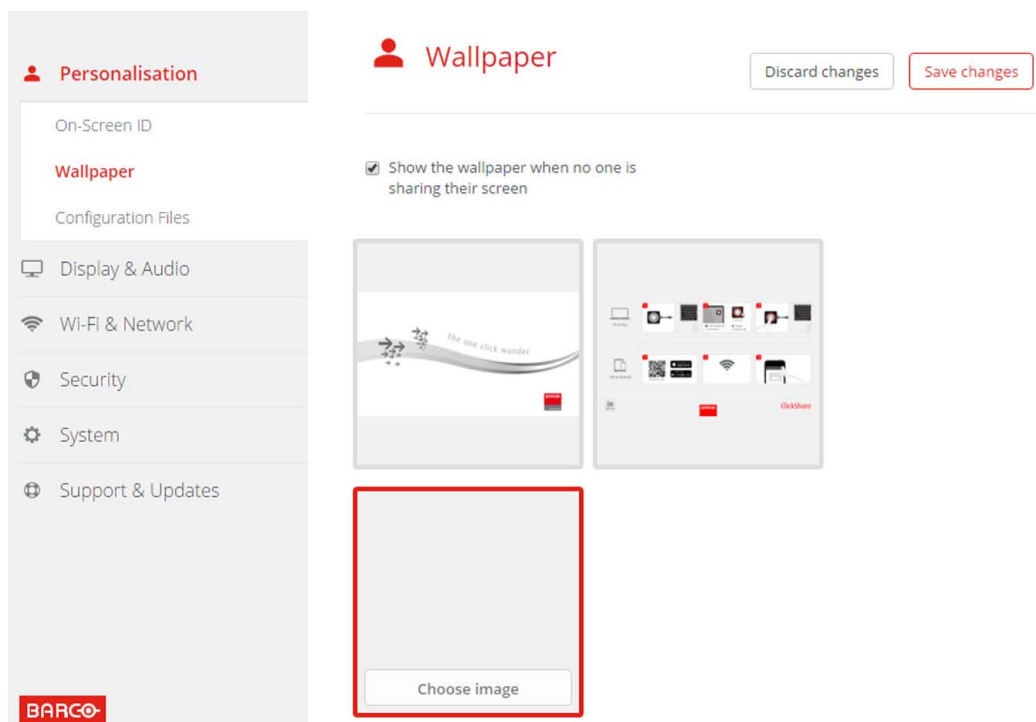 Personalisation
On-Screen ID
Wallpaper
Configuration Files
Display & Audio
Wi-Fi & Network
Security
System
Support & Updates
BARCO
Wallpaper
Discard changes
Save changes
Show the wallpaper when no one is
sharing their screen
The one click wonder
ClickShare
Choose image